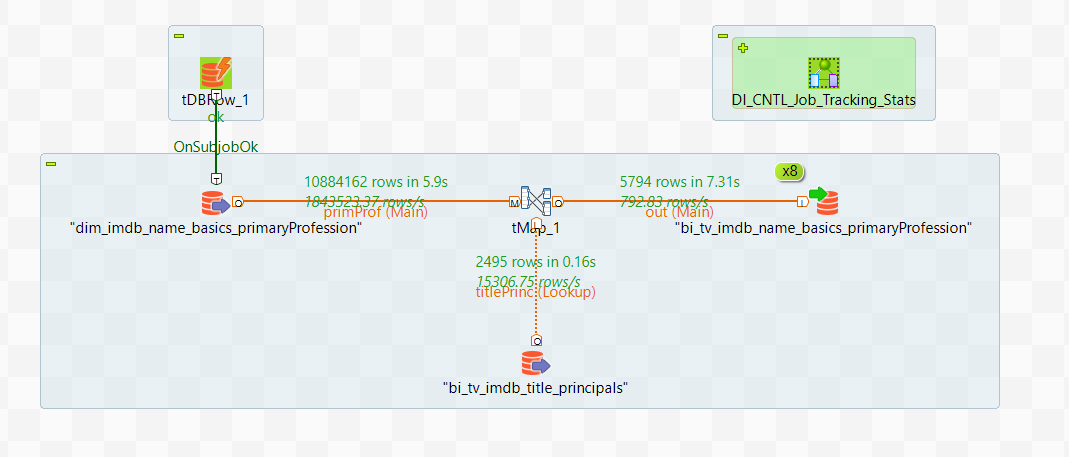 tDBRow_1
ok
OnSubjobOk
DI_CNTL_Job_Tracking_Stats
x8
10884162 rows in 5.9s
1843523.37 rows/s
primProf (Main)
5794 rows in 7.31s
792.83 rows/s
out (Main)
"dim_imdb_name_basics_primaryProfession"
tMap_1
"bi_tv_imdb_name_basics_primaryProfession"
2495 rows in 0.16s
15306.75 rows/s
titlePrinc (Lookup)
"bi_tv_imdb_title_principals"